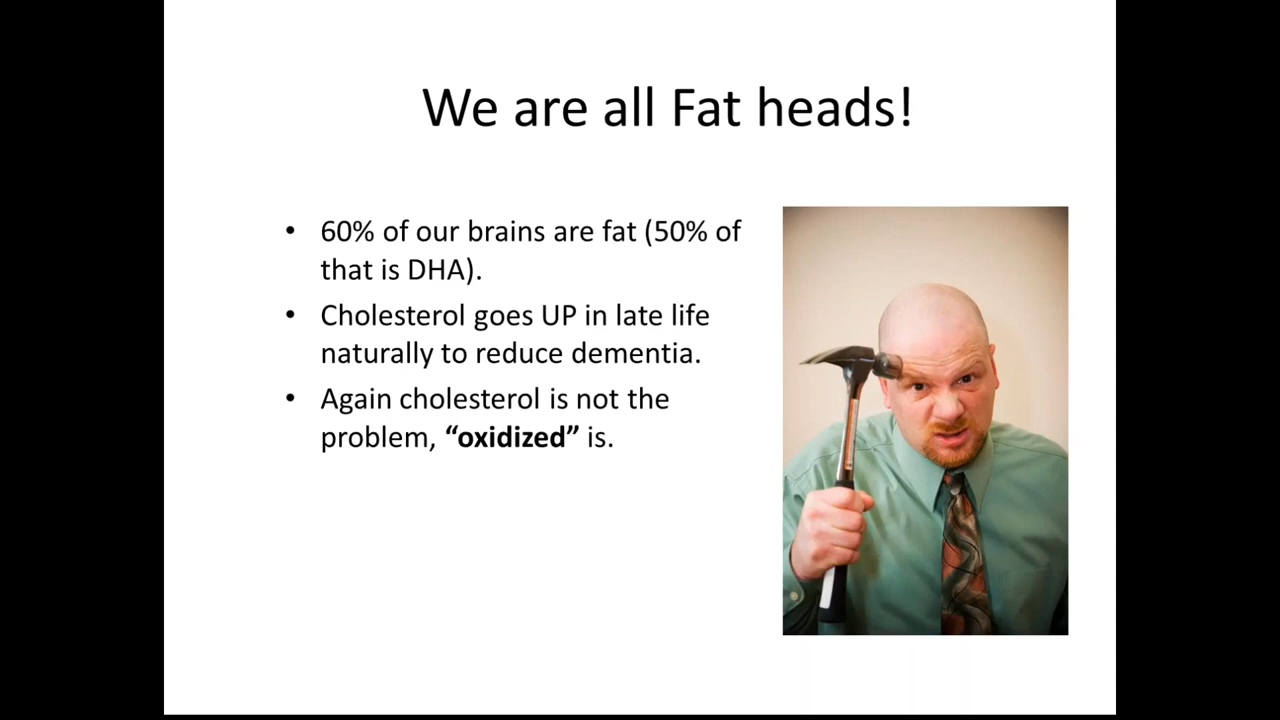 We are all Fat heads!
• 60% of our brains are fat (50% of
that is DHA).
• Cholesterol goes UP in late life
naturally to reduce dementia.
• Again cholesterol is not the
problem, “oxidized” is.